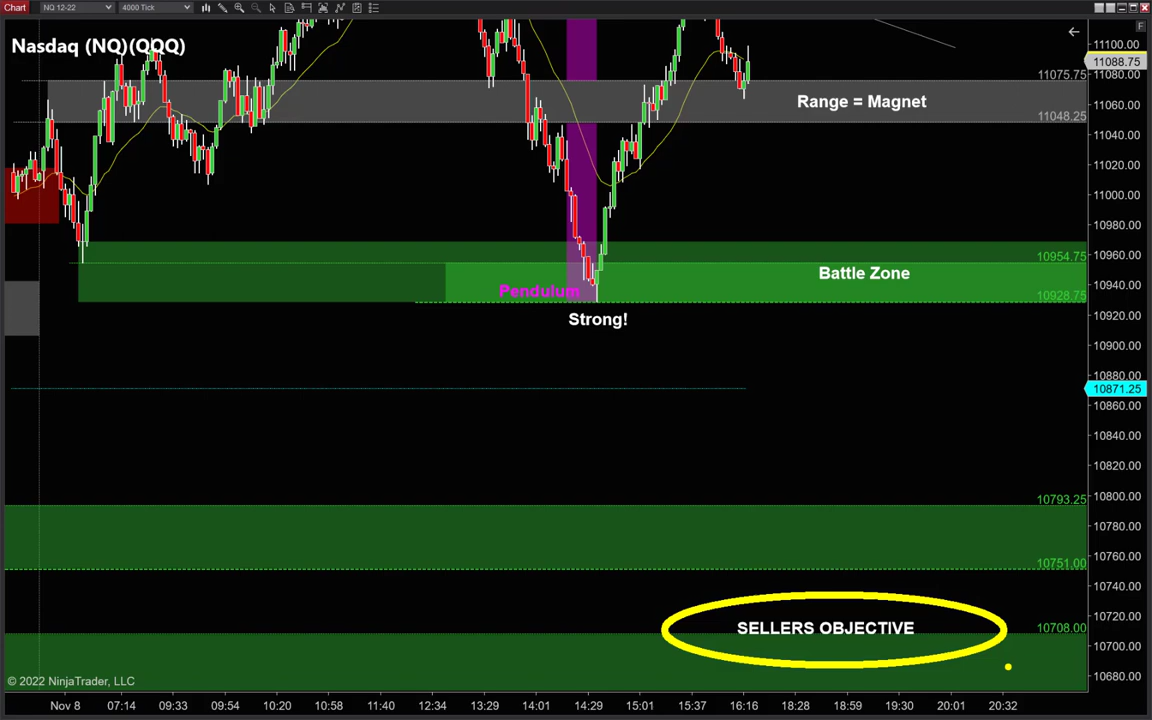 Chart
NQ 12-22
4000 Tick
F
Nasdaq (NQ)(QQQ)
11100.00
11088.75
11075.75
11080.00
Range = Magnet
11060.00
11048.25
11040.00
11020.00
11000.00
10980.00
10954.75
10960.00
Battle Zone
Pendulum
10928.75
10940.00
Strong!
10920.00
10900.00
10880.00
10871.25
10860.00
10840.00
10820.00
10793.25
10800.00
10780.00
10751.00
10760.00
10740.00
10720.00
SELLERS OBJECTIVE
10708.00
10700.00
10680.00
© 2022 NinjaTrader, LLC
Nov 8 07:14 09:33 09:54 10:20 10:58 11:40 12:34 13:29 14:01 14:29 15:01 15:37 16:16 18:28 18:59 19:30 20:01 20:32